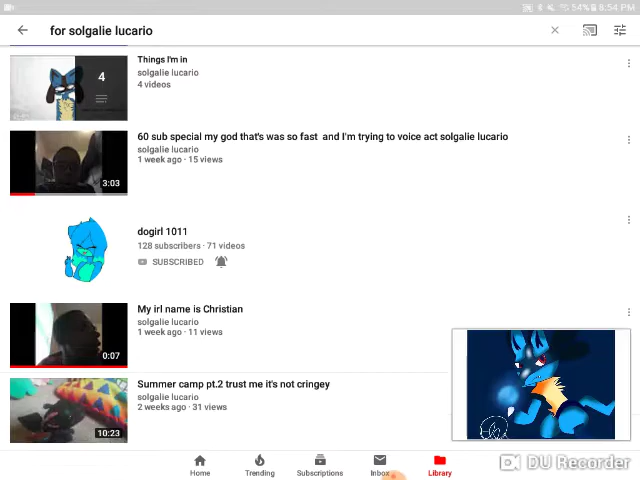 54% 8:54 PM
for solgalie lucario
Things I'm in
solgalie lucario
4 videos
4
60 sub special my god that's was so fast and I'm trying to voice act solgalie lucario
solgalie lucario
1 week ago · 15 views
3:03
dogirl 1011
128 subscribers · 71 videos
SUBSCRIBED
My irl name is Christian
solgalie lucario
1 week ago · 11 views
0:07
Summer camp pt.2 trust me it's not cringey
solgalie lucario
2 weeks ago · 31 views
10:23
Home Trending Subscriptions Inbox Library
DU Recorder